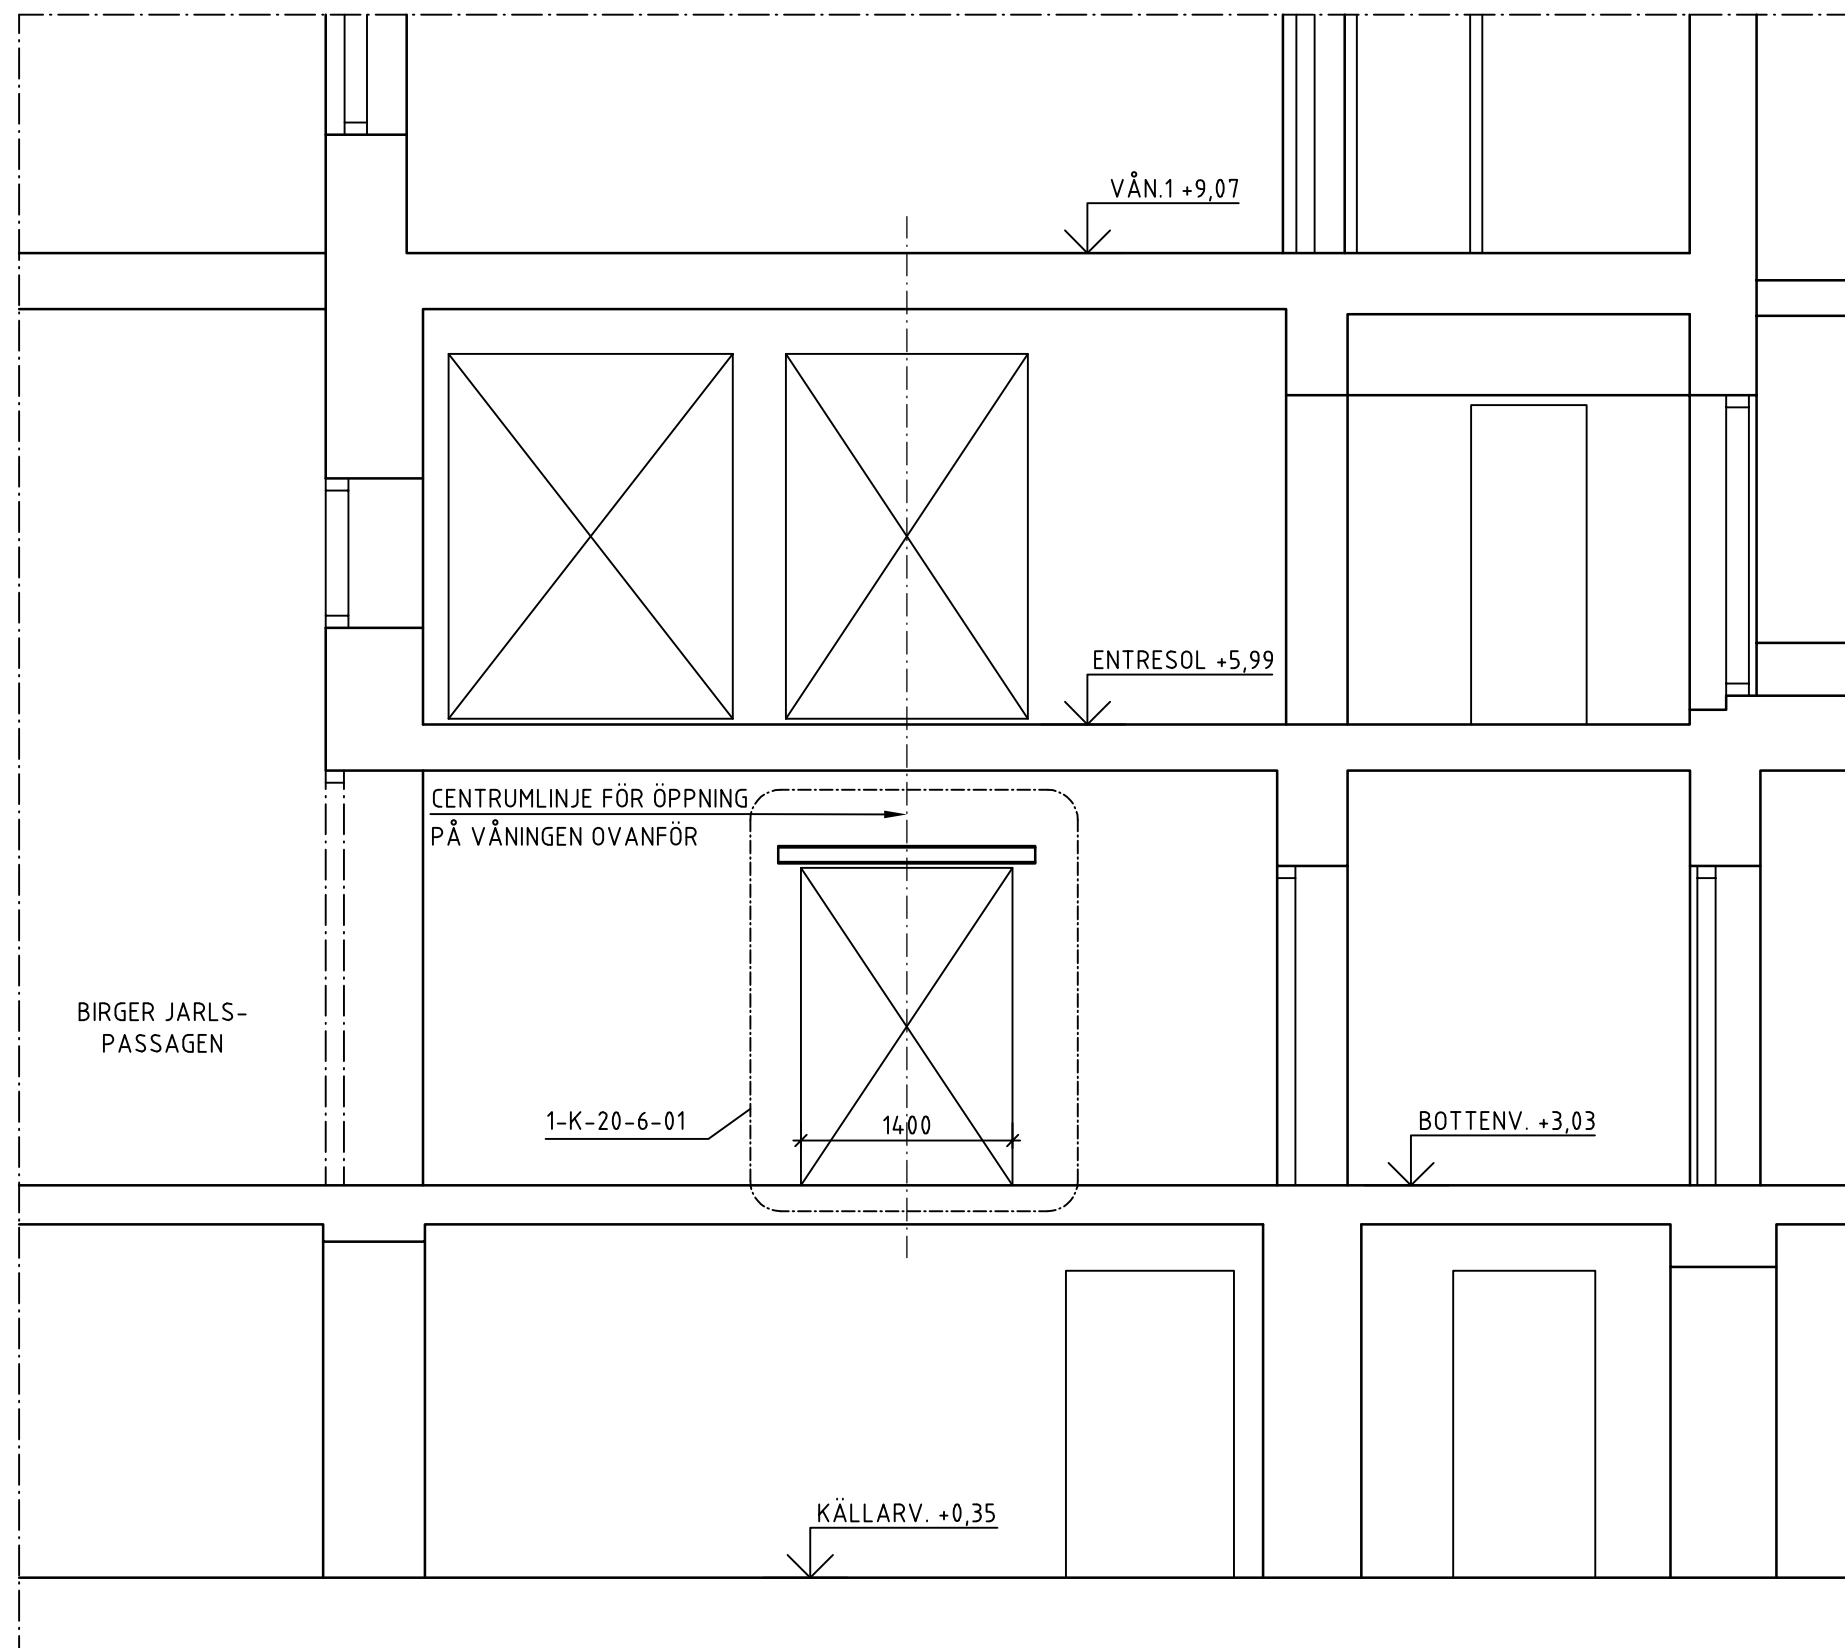 VÅN.1 +9,07
ENTRESOL +5,99
CENTRUMLINJE FÖR ÖPPNING
PÅ VÅNINGEN OVANFÖR
BIRGER JARLS-
PASSAGEN
1-K-20-6-01
1400
BOTTENV. +3,03
KÄLLARV. +0,35